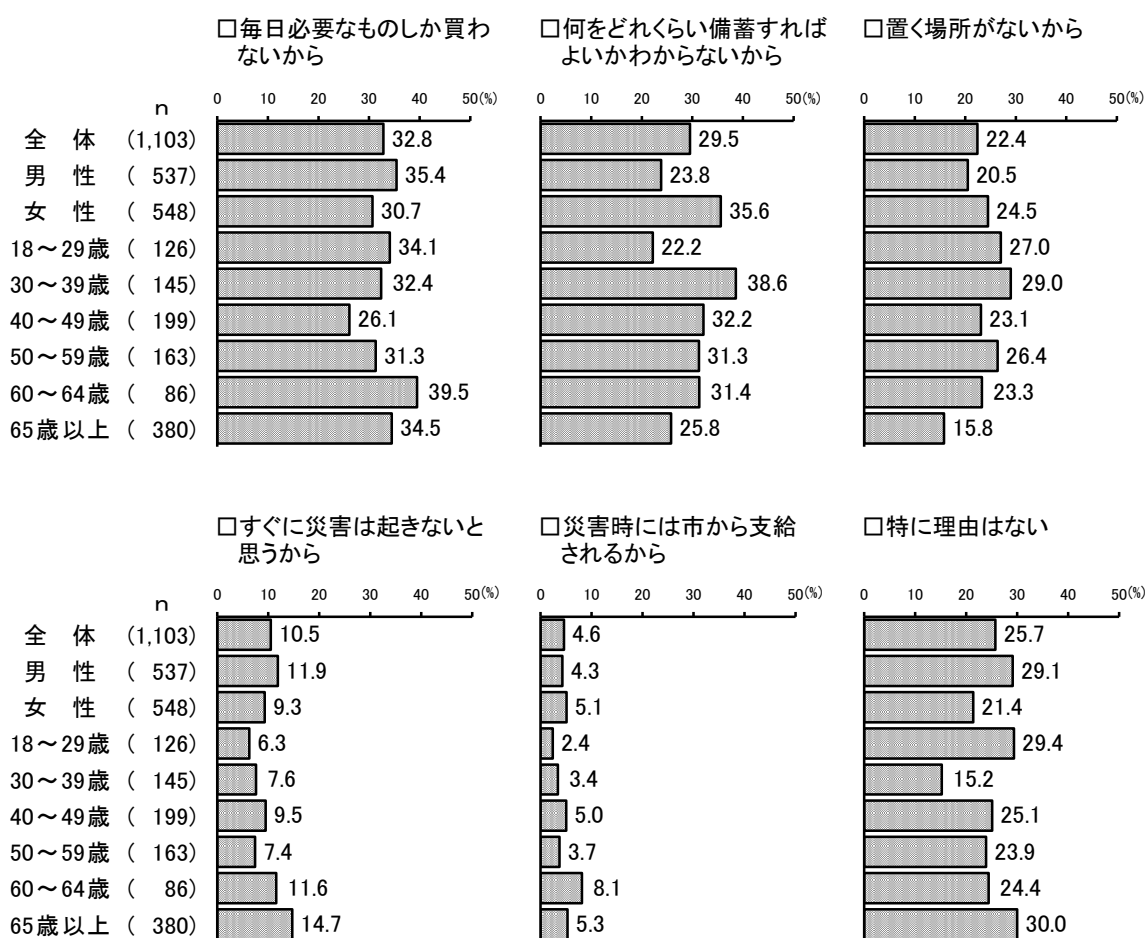 □毎日必要なものしか買わ
ないから
□何をどれくらい備蓄すれば
よいかわからないから
□置く場所がないから
n 0 10 20 30 40 50(%) 0 10 20 30 40 50(%) 0 10 20 30 40 50(%)
全 体 (1,103) 32.8 29.5 22.4
男 性 ( 537) 35.4 23.8 20.5
女 性 ( 548) 30.7 35.6 24.5
18～29歳 ( 126) 34.1 22.2 27.0
30～39歳 ( 145) 32.4 38.6 29.0
40～49歳 ( 199) 26.1 32.2 23.1
50～59歳 ( 163) 31.3 31.3 26.4
60～64歳 ( 86) 39.5 31.4 23.3
65歳以上 ( 380) 34.5 25.8 15.8
□すぐに災害は起きないと
思うから
□災害時には市から支給
されるから
□特に理由はない
n 0 10 20 30 40 50(%) 0 10 20 30 40 50(%) 0 10 20 30 40 50(%)
全 体 (1,103) 10.5 4.6 25.7
男 性 ( 537) 11.9 4.3 29.1
女 性 ( 548) 9.3 5.1 21.4
18～29歳 ( 126) 6.3 2.4 29.4
30～39歳 ( 145) 7.6 3.4 15.2
40～49歳 ( 199) 9.5 5.0 25.1
50～59歳 ( 163) 7.4 3.7 23.9
60～64歳 ( 86) 11.6 8.1 24.4
65歳以上 ( 380) 14.7 5.3 30.0